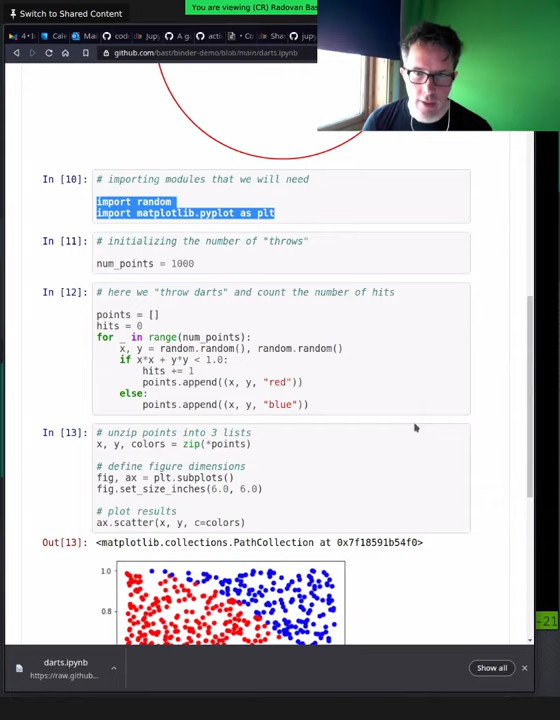 Switch to Shared Content
You are viewing (CR) Radovan Bas
github.com/bast/binder-demo/blob/main/darts.ipynb
In [10]:
# importing modules that we will need
import random
import matplotlib.pyplot as plt
In [11]:
# initializing the number of "throws"
num_points = 1000
In [12]:
# here we "throw darts" and count the number of hits
points = []
hits = 0
for _ in range(num_points):
    x, y = random.random(), random.random()
    if x*x + y*y < 1.0:
        hits += 1
        points.append((x, y, "red"))
    else:
        points.append((x, y, "blue"))
In [13]:
# unzip points into 3 lists
x, y, colors = zip(*points)
# define figure dimensions
fig, ax = plt.subplots()
fig.set_size_inches(6.0, 6.0)
# plot results
ax.scatter(x, y, c=colors)
Out[13]:
<matplotlib.collections.PathCollection at 0x7f18591b54f0>
1.0
0.8
-21
darts.ipynb
https://raw.github...
Show all